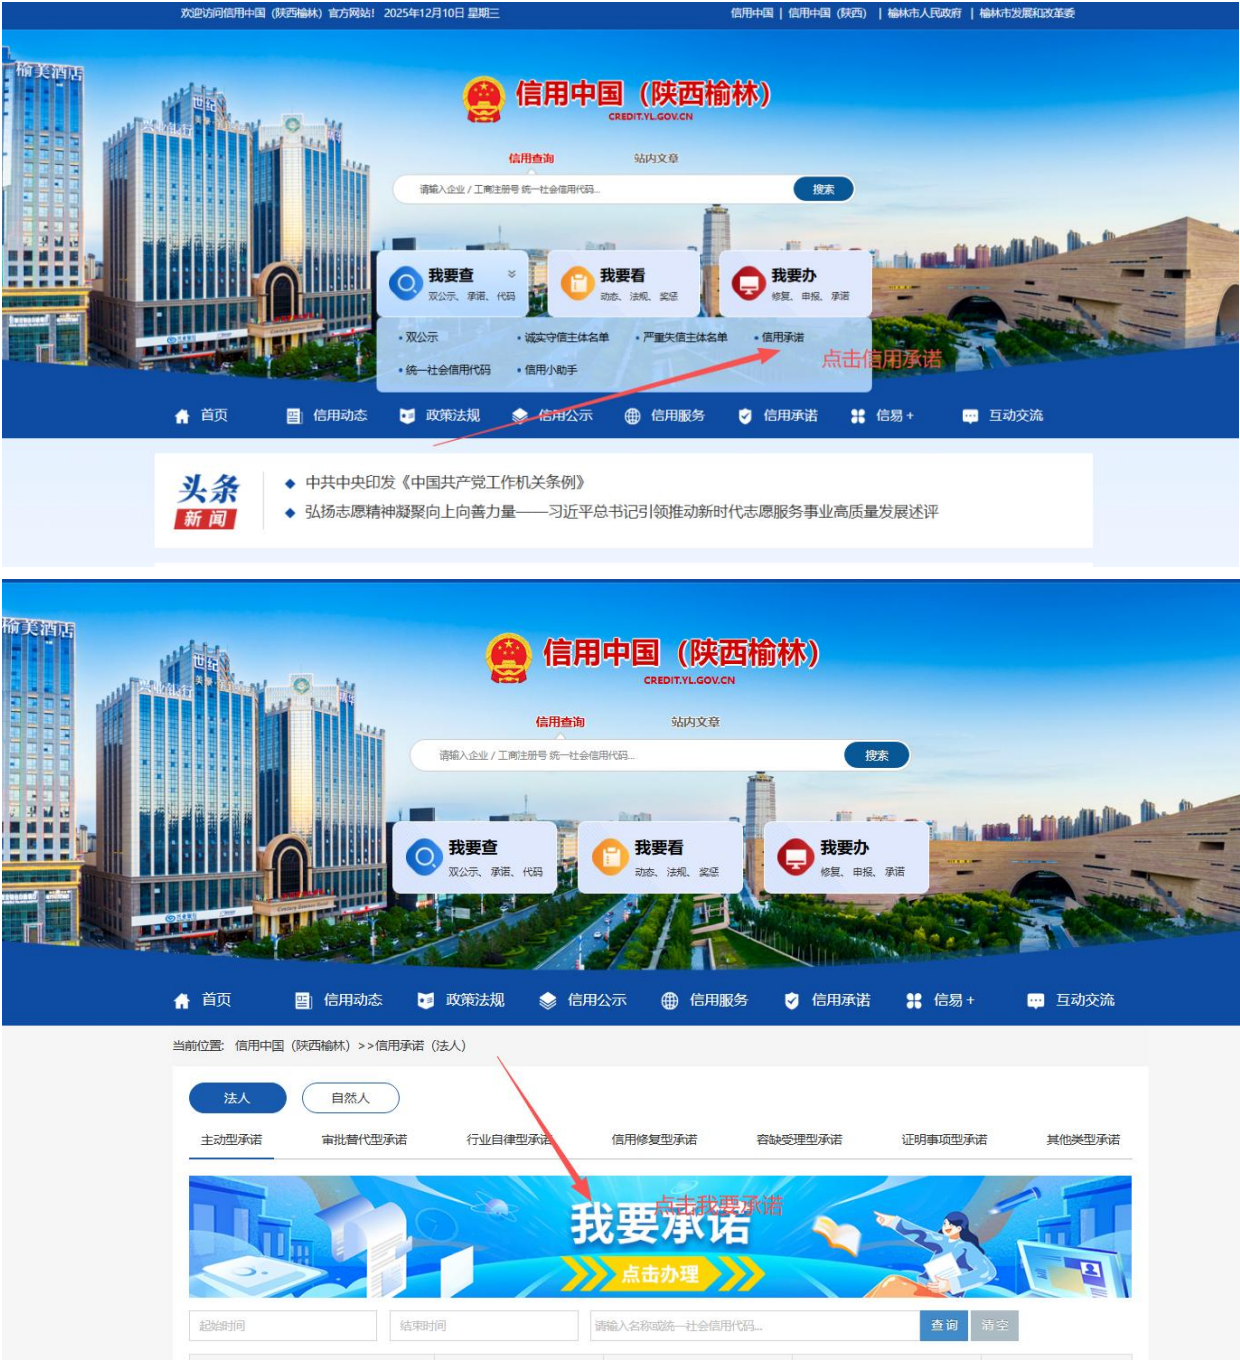 欢迎访问信用中国（陕西榆林）官方网站！ 2025年12月10日 星期三
信用中国 | 信用中国（陕西） | 榆林市人民政府 | 榆林市发展和改革委
榆美酒店
世纪
信用中国（陕西榆林）
CREDIT.YL.GOV.CN
信用查询 站内文章
请输入企业 / 工商注册号 统一社会信用代码...
搜索
我要查 我要看 我要办
双公示、承诺、代码 动态、法规、奖惩 修复、申报、承诺
双公示 诚实守信主体名单 严重失信主体名单 信用承诺
点击信用承诺
统一社会信用代码 信用小助手
首页 信用动态 政策法规 信用公示 信用服务 信用承诺 信易+ 互动交流
头条
新闻
中共中央印发《中国共产党工作机关条例》
弘扬志愿精神凝聚向上向善力量——习近平总书记引领推动新时代志愿服务事业高质量发展述评
榆美酒店
世纪
信用中国（陕西榆林）
CREDIT.YL.GOV.CN
信用查询 站内文章
请输入企业 / 工商注册号 统一社会信用代码...
搜索
我要查 我要看 我要办
双公示、承诺、代码 动态、法规、奖惩 修复、申报、承诺
首页 信用动态 政策法规 信用公示 信用服务 信用承诺 信易+ 互动交流
当前位置: 信用中国（陕西榆林）>>信用承诺（法人）
法人 自然人
主动型承诺 审批替代型承诺 行业自律型承诺 信用修复型承诺 容缺受理型承诺 证明事项型承诺 其他类型承诺
我要承诺
点击我要承诺
点击办理
起始时间 结束时间 请输入名称或统一社会信用代码... 查询 清空